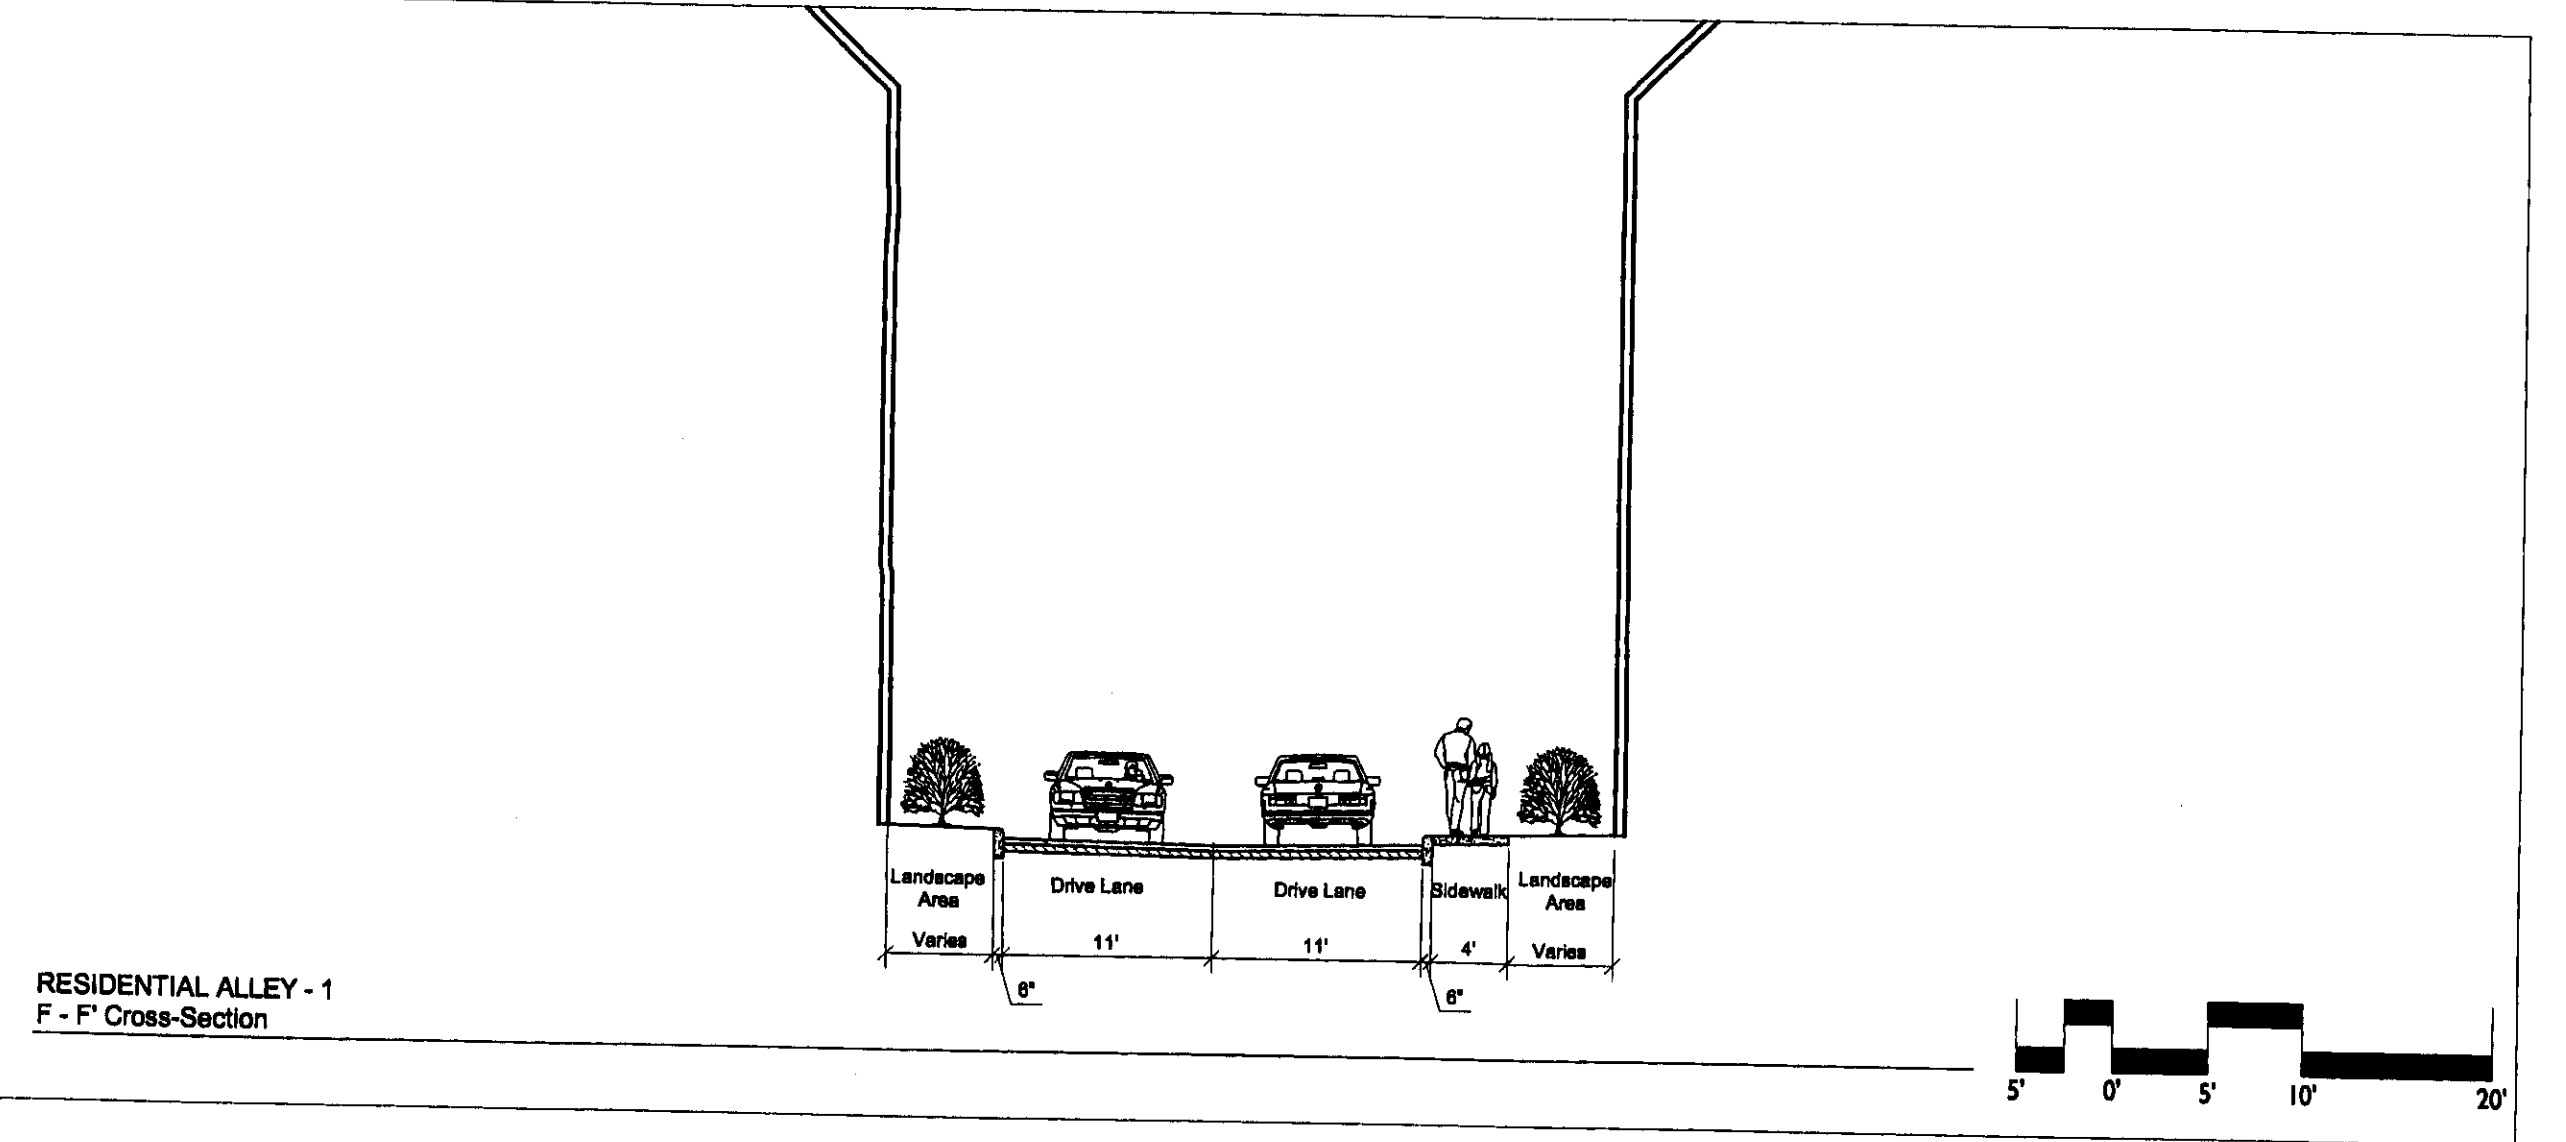 Landscape
Area
Drive Lane
Drive Lane
Sidewalk
Landscape
Area
Varies
11'
11'
4'
Varies
6"
6"
RESIDENTIAL ALLEY - 1
F - F' Cross-Section
5'
0'
5'
10'
20'